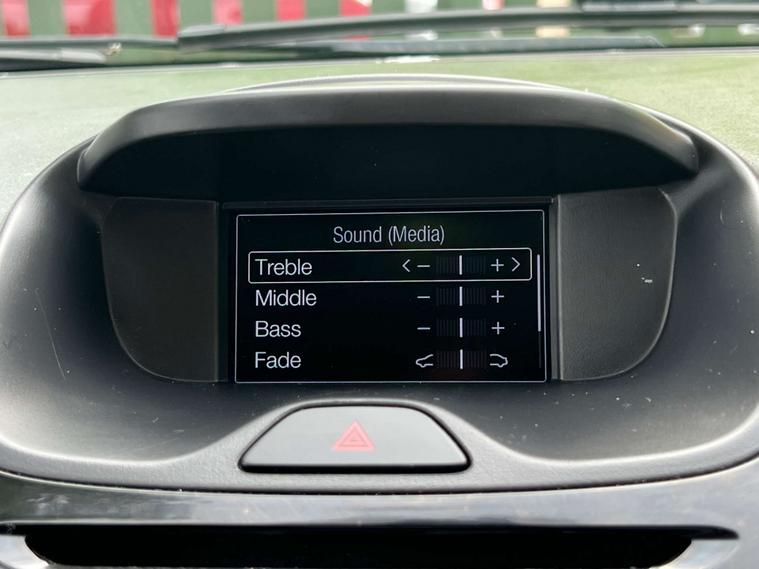 Sound (Media)
Treble < − + >
Middle − +
Bass − +
Fade